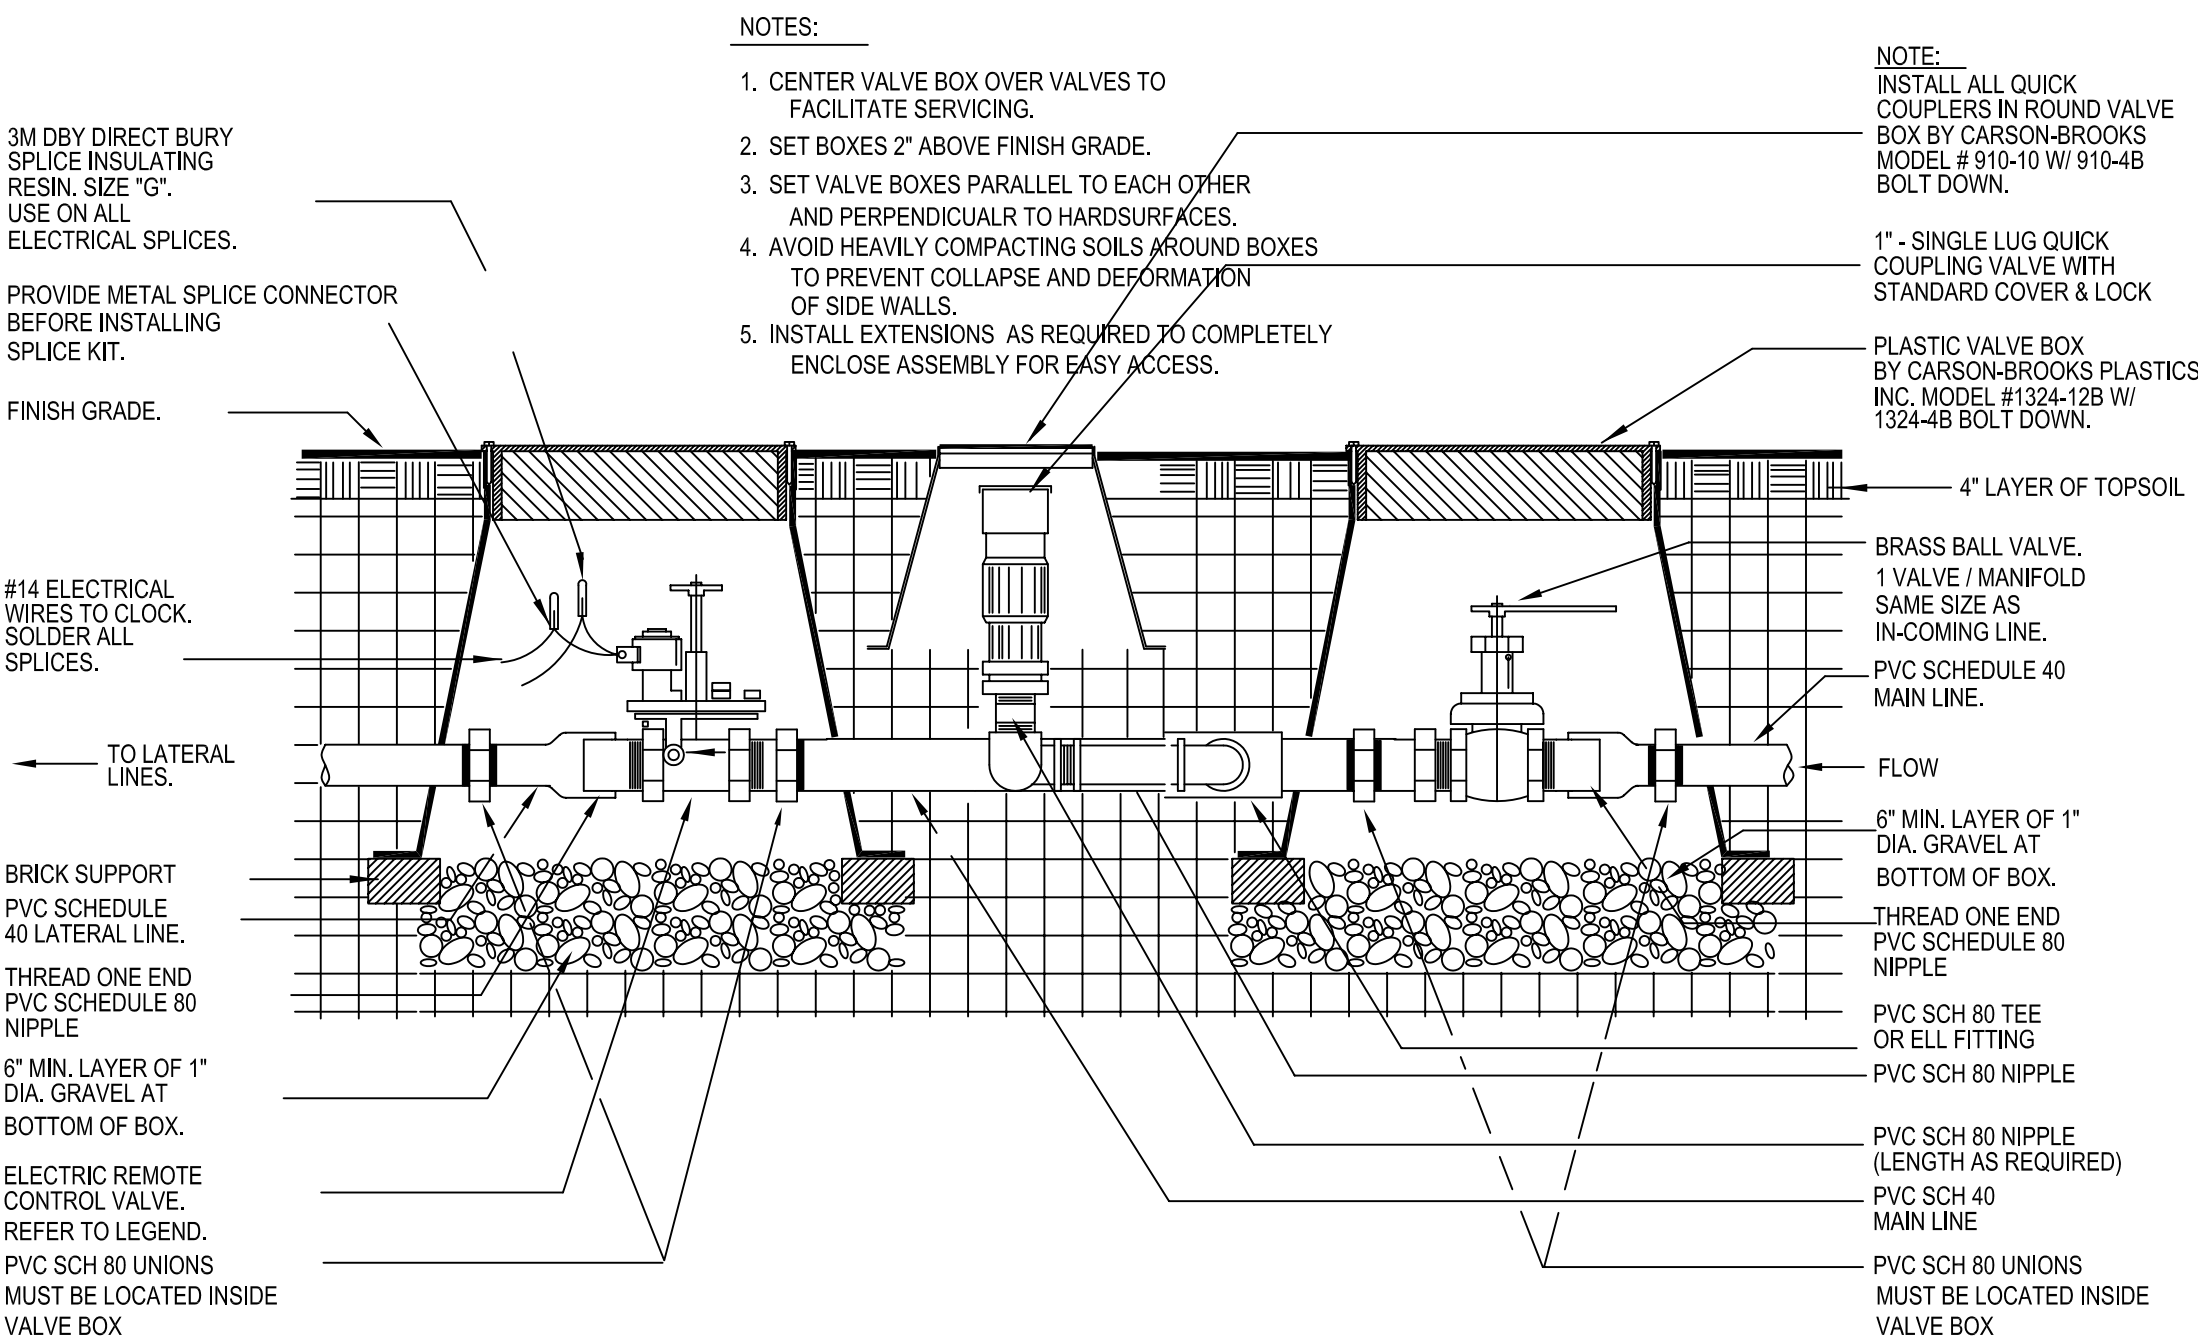 NOTES:
1. CENTER VALVE BOX OVER VALVES TO
FACILITATE SERVICING.
2. SET BOXES 2" ABOVE FINISH GRADE.
3. SET VALVE BOXES PARALLEL TO EACH OTHER
AND PERPENDICUALR TO HARDSURFACES.
4. AVOID HEAVILY COMPACTING SOILS AROUND BOXES
TO PREVENT COLLAPSE AND DEFORMATION
OF SIDE WALLS.
5. INSTALL EXTENSIONS AS REQUIRED TO COMPLETELY
ENCLOSE ASSEMBLY FOR EASY ACCESS.
3M DBY DIRECT BURY
SPLICE INSULATING
RESIN. SIZE "G".
USE ON ALL
ELECTRICAL SPLICES.
PROVIDE METAL SPLICE CONNECTOR
BEFORE INSTALLING
SPLICE KIT.
FINISH GRADE.
#14 ELECTRICAL
WIRES TO CLOCK.
SOLDER ALL
SPLICES.
TO LATERAL
LINES.
BRICK SUPPORT
PVC SCHEDULE
40 LATERAL LINE.
THREAD ONE END
PVC SCHEDULE 80
NIPPLE
6" MIN. LAYER OF 1"
DIA. GRAVEL AT
BOTTOM OF BOX.
ELECTRIC REMOTE
CONTROL VALVE.
REFER TO LEGEND.
PVC SCH 80 UNIONS
MUST BE LOCATED INSIDE
VALVE BOX
NOTE:
INSTALL ALL QUICK
COUPLERS IN ROUND VALVE
BOX BY CARSON-BROOKS
MODEL # 910-10 W/ 910-4B
BOLT DOWN.
1" - SINGLE LUG QUICK
COUPLING VALVE WITH
STANDARD COVER & LOCK
PLASTIC VALVE BOX
BY CARSON-BROOKS PLASTICS
INC. MODEL #1324-12B W/
1324-4B BOLT DOWN.
4" LAYER OF TOPSOIL
BRASS BALL VALVE.
1 VALVE / MANIFOLD
SAME SIZE AS
IN-COMING LINE.
PVC SCHEDULE 40
MAIN LINE.
FLOW
6" MIN. LAYER OF 1"
DIA. GRAVEL AT
BOTTOM OF BOX.
THREAD ONE END
PVC SCHEDULE 80
NIPPLE
PVC SCH 80 TEE
OR ELL FITTING
PVC SCH 80 NIPPLE
PVC SCH 80 NIPPLE
(LENGTH AS REQUIRED)
PVC SCH 40
MAIN LINE
PVC SCH 80 UNIONS
MUST BE LOCATED INSIDE
VALVE BOX